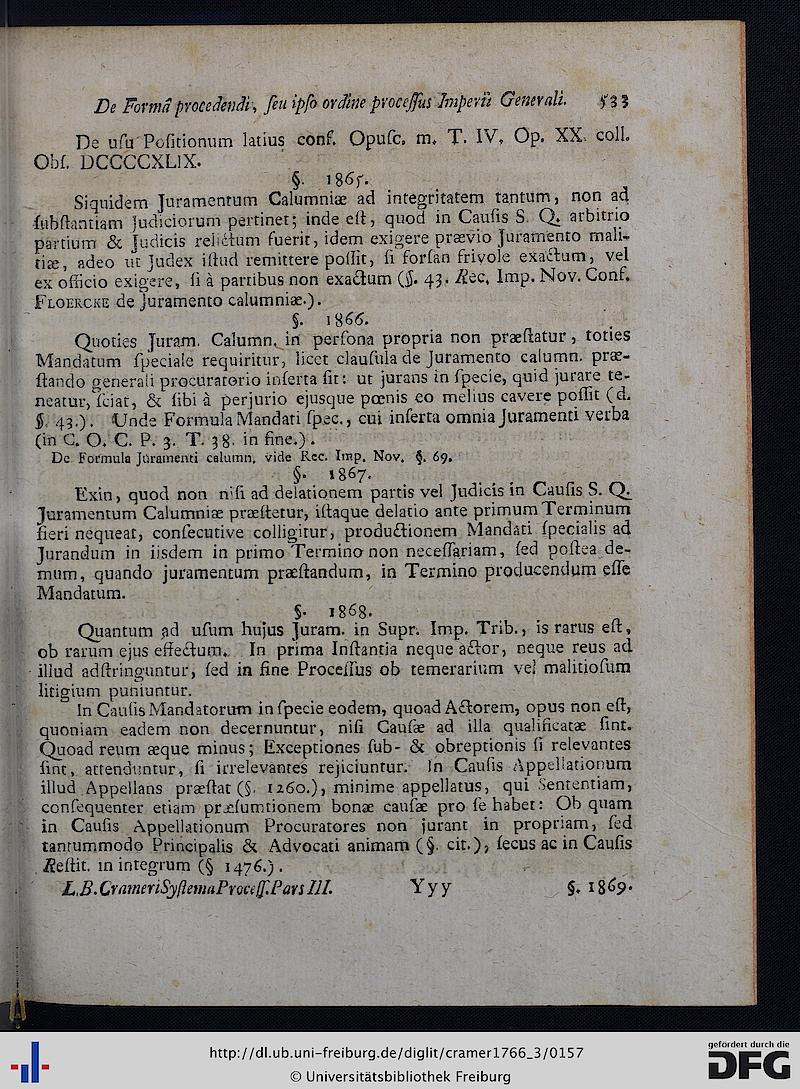 De Formâ procedendi, ſeu ipſo ordine proceſſus Imperii Generali. 533
De uſu Poſitionum latius conf. Opuſc. m. T. IV, Op. XX. coll.
Obſ. DCCCCXLIX.
§. 1865.
Siquidem Juramentum Calumniæ ad integritatem tantum, non ad
ſubſtantiam Judiciorum pertinet; inde eſt, quod in Cauſis S. Q. arbitrio
partium & Judicis relictum fuerit, idem exigere prævio Juramento mali-
tiæ, adeo ut Judex iſtud remittere poſſit, ſi forſan frivole exactum, vel
ex officio exigere, ſi à partibus non exactum (§. 43. Rec. Imp. Nov. Conf.
FLOERCKE de juramento calumniæ.).
§. 1866.
Quoties Juram. Calumn. in perſona propria non præſtatur, toties
Mandatum ſpeciale requiritur, licet clauſula de Juramento calumn. præ-
ſtando generali procuratorio inſerta ſit: ut jurans in ſpecie, quid jurare te-
neatur, ſciat, & ſibi à perjurio ejusque pœnis eo melius cavere poſſit (d.
§. 43.). Unde Formula Mandati ſpec., cui inſerta omnia Juramenti verba
(in C. O. C. P. 3. T. 38. in fine.).
De Formula Juramenti calumn. vide Rec. Imp. Nov. §. 69.
§. 1867.
Exin, quod non niſi ad delationem partis vel Judicis in Cauſis S. Q.
Juramentum Calumniæ præſtetur, iſtaque delatio ante primum Terminum
fieri nequeat, conſecutive colligitur, productionem Mandati ſpecialis ad
Jurandum in iisdem in primo Termino non neceſſariam, ſed poſtea de-
mum, quando juramentum præſtandum, in Termino producendum eſſe
Mandatum.
§. 1868.
Quantum ad uſum hujus Juram. in Supr. Imp. Trib., is rarus eſt,
ob rarum ejus effectum. In prima Inſtantia neque actor, neque reus ad
illud adſtringuntur, ſed in fine Proceſſus ob temerarium vel malitioſum
litigium puniuntur.
In Cauſis Mandatorum in ſpecie eodem, quoad Actorem, opus non eſt,
quoniam eadem non decernuntur, niſi Cauſæ ad illa qualificatæ ſint.
Quoad reum æque minus; Exceptiones ſub- & obreptionis ſi relevantes
ſint, attenduntur, ſi irrelevantes rejiciuntur. In Cauſis Appellationum
illud Appellans præſtat (§. 1260.), minime appellatus, qui Sententiam,
conſequenter etiam præſumtionem bonæ cauſæ pro ſe habet: Ob quam
in Cauſis Appellationum Procuratores non jurant in propriam, ſed
tantummodo Principalis & Advocati animam (§. cit.), ſecus ac in Cauſis
Reſtit. in integrum (§ 1476.).
L.B. Crameri Syſtema Proceſſ. Pars III. Yyy §. 1869.
http://dl.ub.uni-freiburg.de/diglit/cramer1766_3/0157
© Universitätsbibliothek Freiburg
gefördert durch die
DFG